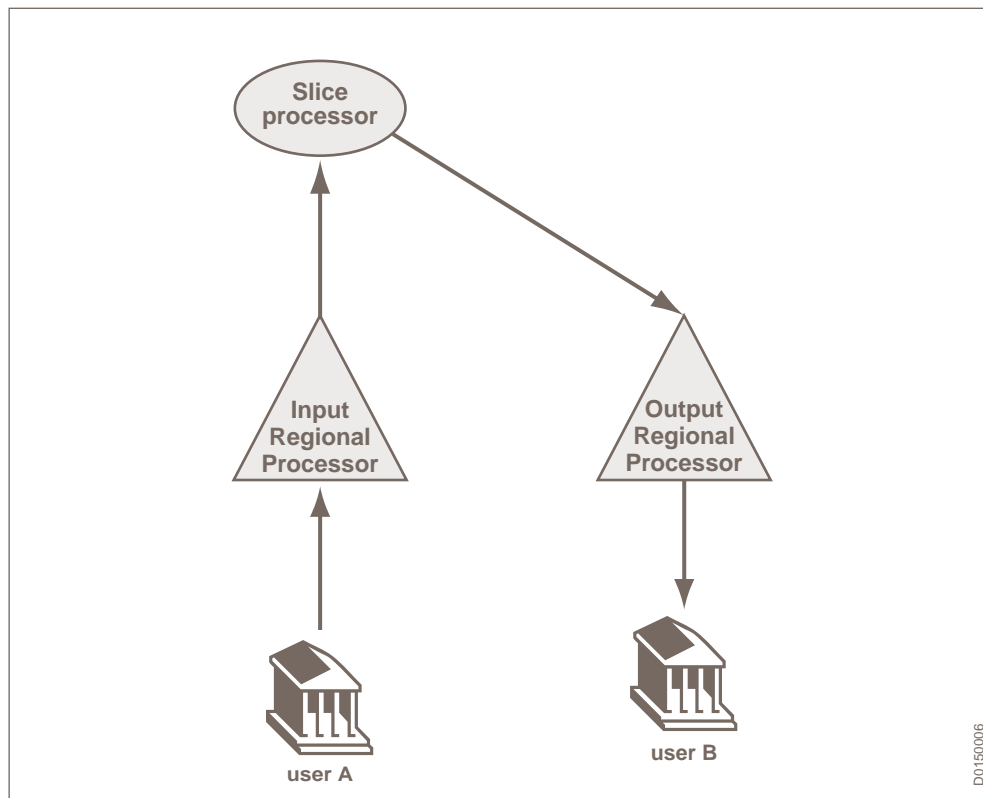 Slice
processor
Input
Regional
Processor
Output
Regional
Processor
user A
user B
D0150006